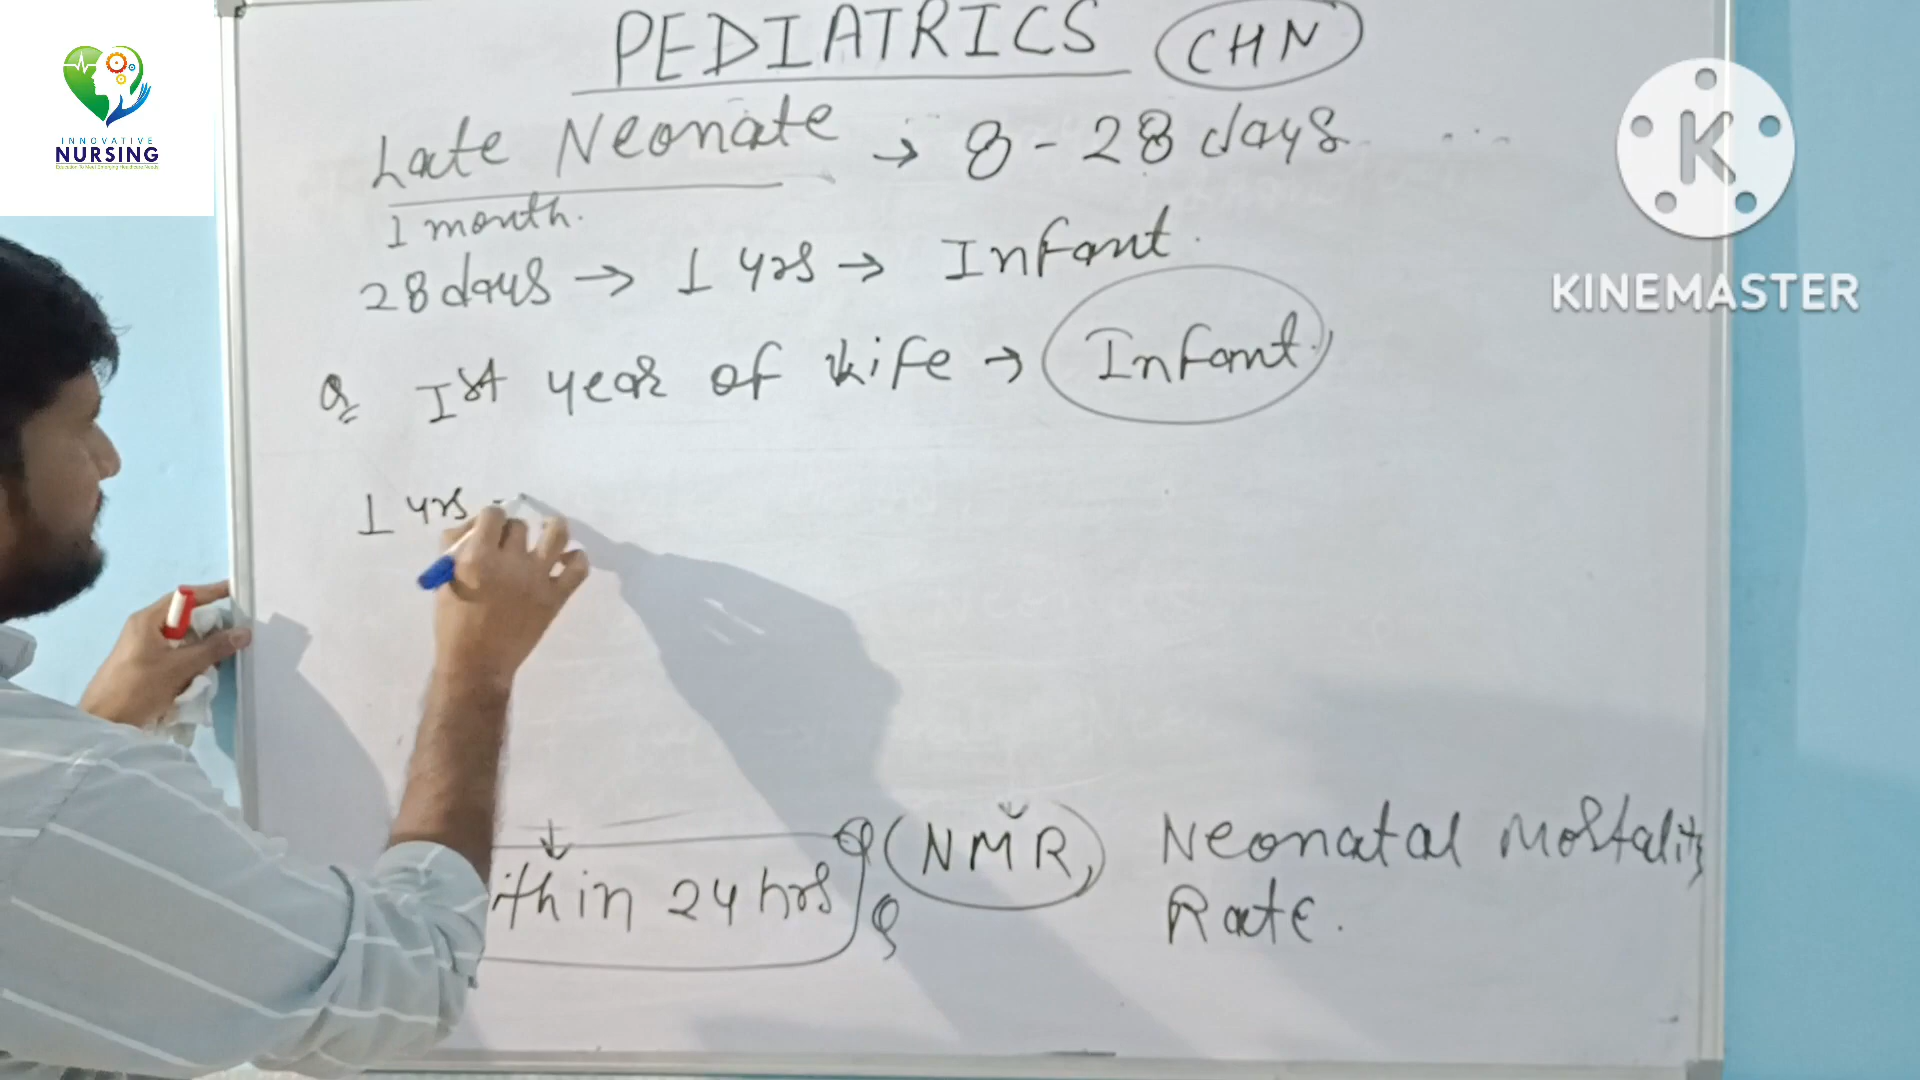 PEDIATRICS CHN
Late Neonate → 8 - 28 days
1 month.
28 days → 1 yrs → Infant.
Q Ist year of life → Infant.
1 yrs -
ithin 24 hrs
NMR, Neonatal Mortality
Rate.
INNOVATIVE
NURSING
K
KINEMASTER